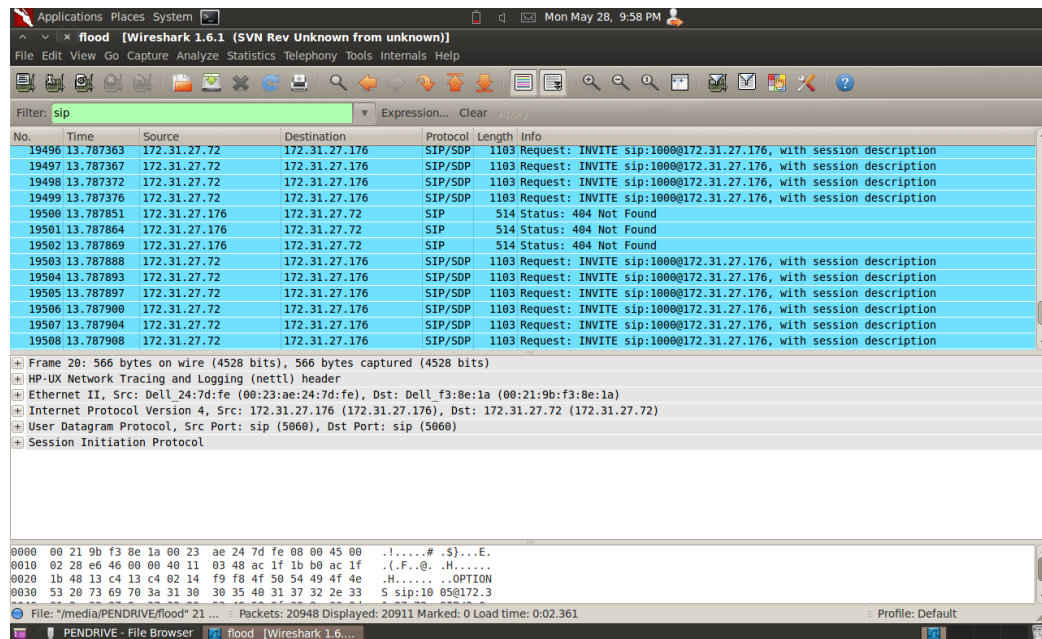 Applications Places System Mon May 28, 9:58 PM
flood [Wireshark 1.6.1 (SVN Rev Unknown from unknown)]
File Edit View Go Capture Analyze Statistics Telephony Tools Internals Help
Filter: sip Expression... Clear Apply
No. Time Source Destination Protocol Length Info
19496 13.787363 172.31.27.72 172.31.27.176 SIP/SDP 1103 Request: INVITE sip:1000@172.31.27.176, with session description
19497 13.787367 172.31.27.72 172.31.27.176 SIP/SDP 1103 Request: INVITE sip:1000@172.31.27.176, with session description
19498 13.787372 172.31.27.72 172.31.27.176 SIP/SDP 1103 Request: INVITE sip:1000@172.31.27.176, with session description
19499 13.787376 172.31.27.72 172.31.27.176 SIP/SDP 1103 Request: INVITE sip:1000@172.31.27.176, with session description
19500 13.787851 172.31.27.176 172.31.27.72 SIP 514 Status: 404 Not Found
19501 13.787864 172.31.27.176 172.31.27.72 SIP 514 Status: 404 Not Found
19502 13.787869 172.31.27.176 172.31.27.72 SIP 514 Status: 404 Not Found
19503 13.787888 172.31.27.72 172.31.27.176 SIP/SDP 1103 Request: INVITE sip:1000@172.31.27.176, with session description
19504 13.787893 172.31.27.72 172.31.27.176 SIP/SDP 1103 Request: INVITE sip:1000@172.31.27.176, with session description
19505 13.787897 172.31.27.72 172.31.27.176 SIP/SDP 1103 Request: INVITE sip:1000@172.31.27.176, with session description
19506 13.787900 172.31.27.72 172.31.27.176 SIP/SDP 1103 Request: INVITE sip:1000@172.31.27.176, with session description
19507 13.787904 172.31.27.72 172.31.27.176 SIP/SDP 1103 Request: INVITE sip:1000@172.31.27.176, with session description
19508 13.787908 172.31.27.72 172.31.27.176 SIP/SDP 1103 Request: INVITE sip:1000@172.31.27.176, with session description
Frame 20: 566 bytes on wire (4528 bits), 566 bytes captured (4528 bits)
HP-UX Network Tracing and Logging (nettl) header
Ethernet II, Src: Dell_24:7d:fe (00:23:ae:24:7d:fe), Dst: Dell_f3:8e:1a (00:21:9b:f3:8e:1a)
Internet Protocol Version 4, Src: 172.31.27.176 (172.31.27.176), Dst: 172.31.27.72 (172.31.27.72)
User Datagram Protocol, Src Port: sip (5060), Dst Port: sip (5060)
Session Initiation Protocol
0000 00 21 9b f3 8e 1a 00 23 ae 24 7d fe 08 00 45 00 .!.....# .$}...E.
0010 02 28 e6 46 00 00 40 11 03 48 ac 1f 1b b0 ac 1f .(.F..@. .H......
0020 1b 48 13 c4 13 c4 02 14 f9 f8 4f 50 54 49 4f 4e .H...... ..OPTION
0030 53 20 73 69 70 3a 31 30 30 35 40 31 37 32 2e 33 S sip:10 05@172.3
File: "/media/PENDRIVE/flood" 21 ... Packets: 20948 Displayed: 20911 Marked: 0 Load time: 0:02.361 Profile: Default
PENDRIVE - File Browser flood [Wireshark 1.6....